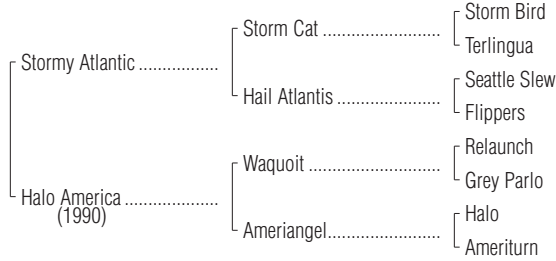 Storm Bird
Storm Cat ..........................
Terlingua
Stormy Atlantic .................
Seattle Slew
Hail Atlantis .......................
Flippers
Relaunch
Waquoit .............................
Grey Parlo
Halo America ....................
(1990)
Halo
Ameriangel.........................
Ameriturn